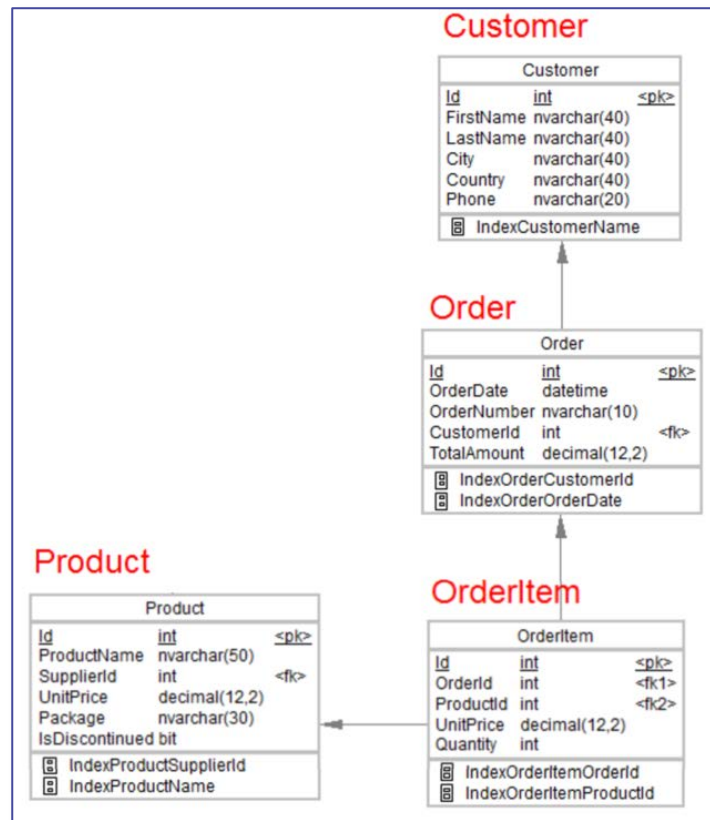 Customer
Customer
Id int <pk>
FirstName nvarchar(40)
LastName nvarchar(40)
City nvarchar(40)
Country nvarchar(40)
Phone nvarchar(20)
IndexCustomerName
Order
Order
Id int <pk>
OrderDate datetime
OrderNumber nvarchar(10)
CustomerId int <fk>
TotalAmount decimal(12,2)
IndexOrderCustomerId
IndexOrderOrderDate
Product
Product
Id int <pk>
ProductName nvarchar(50)
SupplierId int <fk>
UnitPrice decimal(12,2)
Package nvarchar(30)
IsDiscontinued bit
IndexProductSupplierId
IndexProductName
OrderItem
OrderItem
Id int <pk>
OrderId int <fk1>
ProductId int <fk2>
UnitPrice decimal(12,2)
Quantity int
IndexOrderItemOrderId
IndexOrderItemProductId